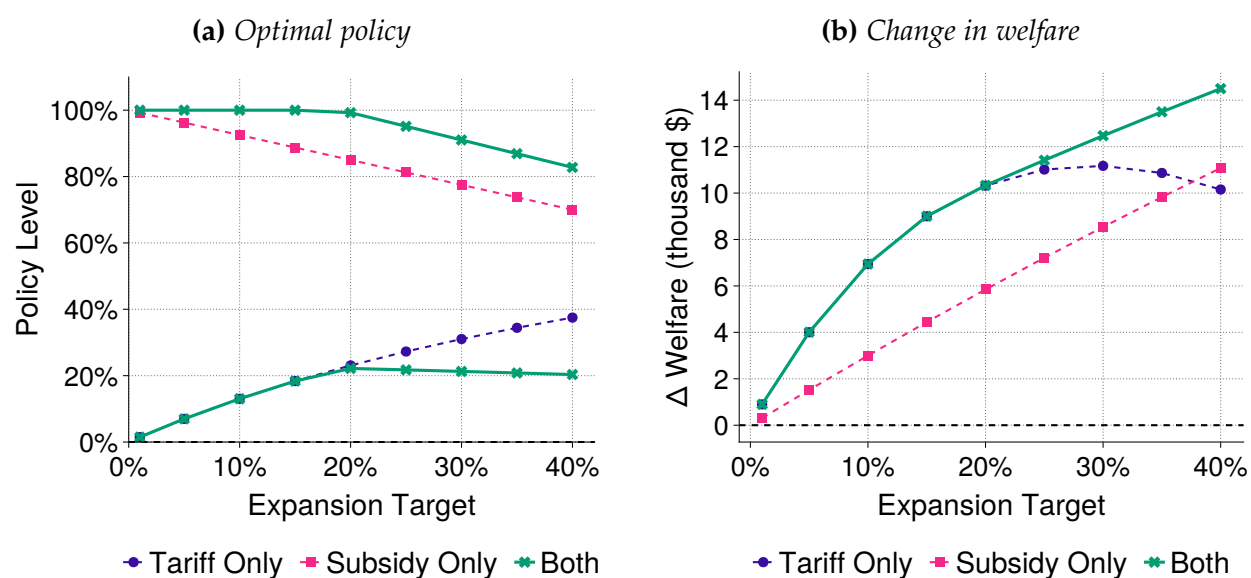 (a) Optimal policy
100%
80%
60%
40%
20%
0%
Policy Level
0% 10% 20% 30% 40%
Expansion Target
Tariff Only Subsidy Only Both
(b) Change in welfare
14
12
10
8
6
4
2
0
Δ Welfare (thousand $)
0% 10% 20% 30% 40%
Expansion Target
Tariff Only Subsidy Only Both